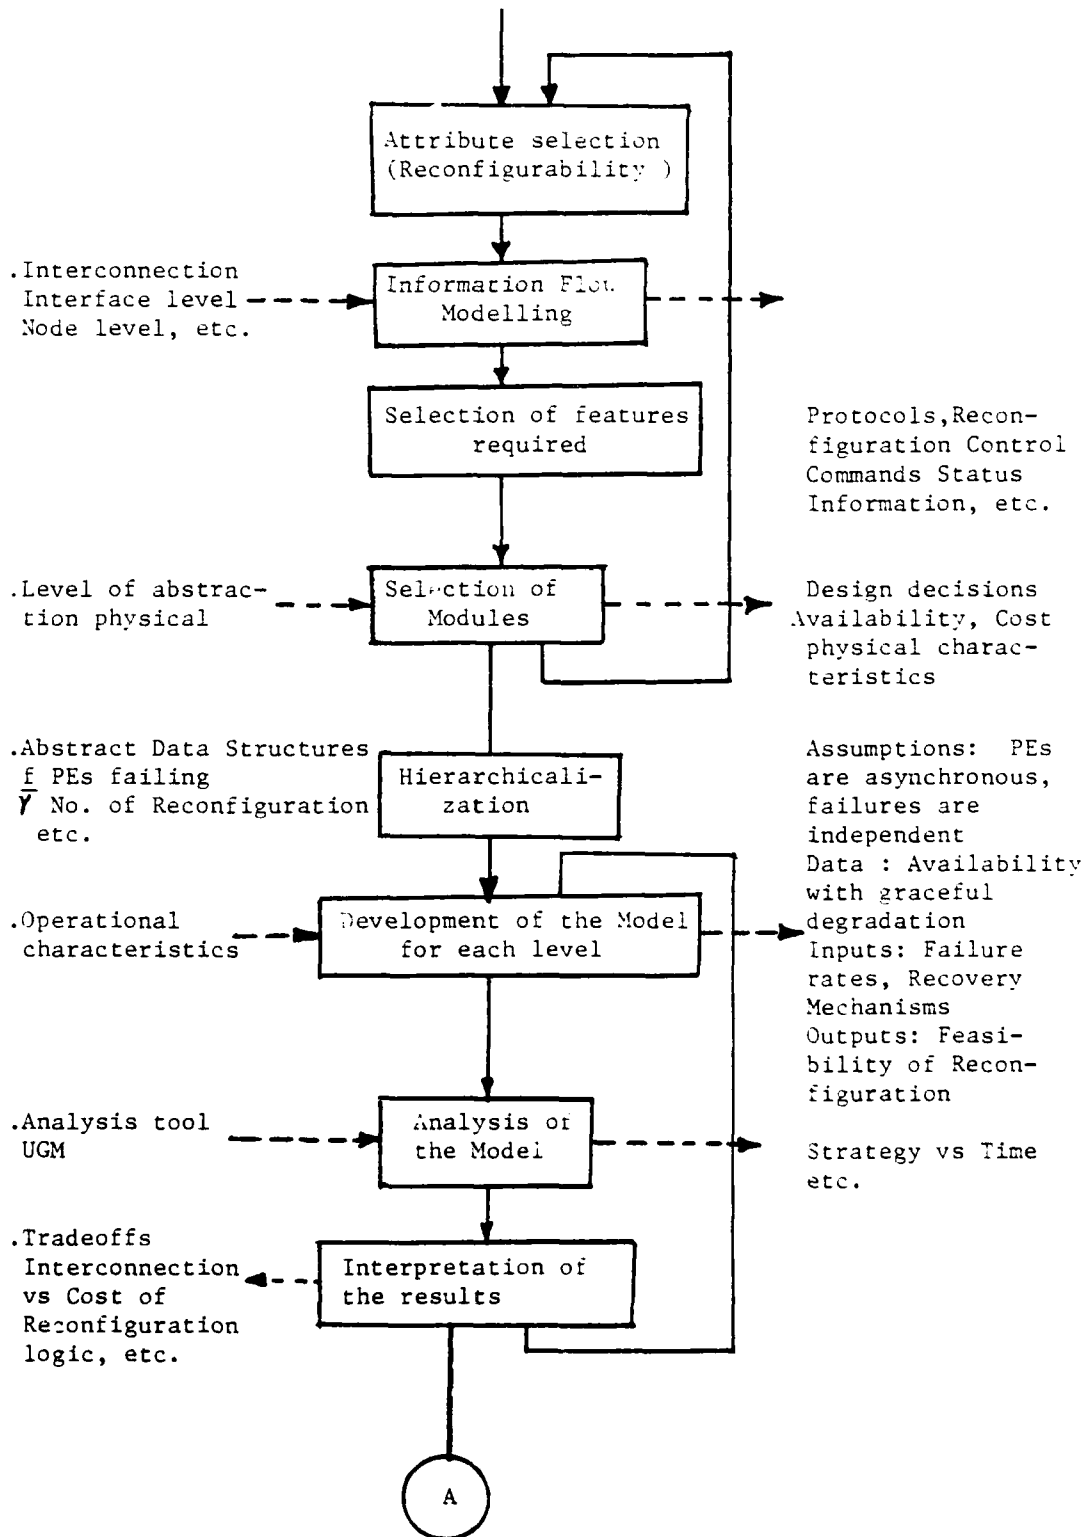 Attribute selection
(Reconfigurability )
.Interconnection
Interface level
Node level, etc.
Information Flow
Modelling
Selection of features
required
Protocols,Recon-
figuration Control
Commands Status
Information, etc.
.Level of abstrac-
tion physical
Selection of
Modules
Design decisions
Availability, Cost
physical charac-
teristics
.Abstract Data Structures
f PEs failing
γ No. of Reconfiguration
etc.
Hierarchicali-
zation
Assumptions: PEs
are asynchronous,
failures are
independent
Data : Availability
with graceful
degradation
Inputs: Failure
rates, Recovery
Mechanisms
Outputs: Feasi-
bility of Recon-
figuration
.Operational
characteristics
Development of the Model
for each level
.Analysis tool
UGM
Analysis of
the Model
Strategy vs Time
etc.
.Tradeoffs
Interconnection
vs Cost of
Reconfiguration
logic, etc.
Interpretation of
the results
A